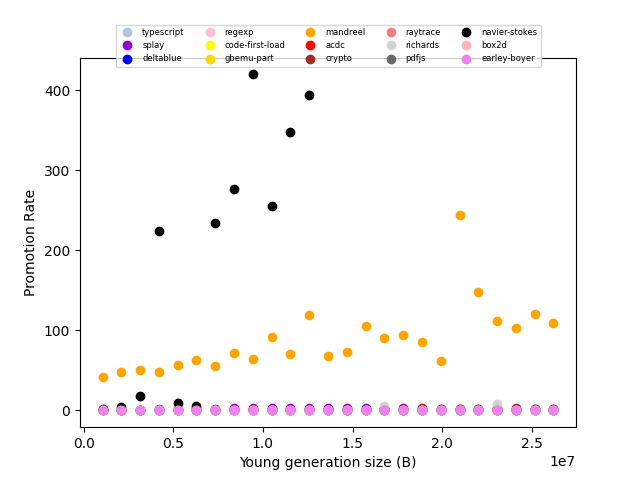 typescript regexp mandreel raytrace navier-stokes
splay code-first-load acdc richards box2d
deltablue gbemu-part crypto pdfjs earley-boyer
400
300
200
100
0
Promotion Rate
0.0 0.5 1.0 1.5 2.0 2.5
1e7
Young generation size (B)